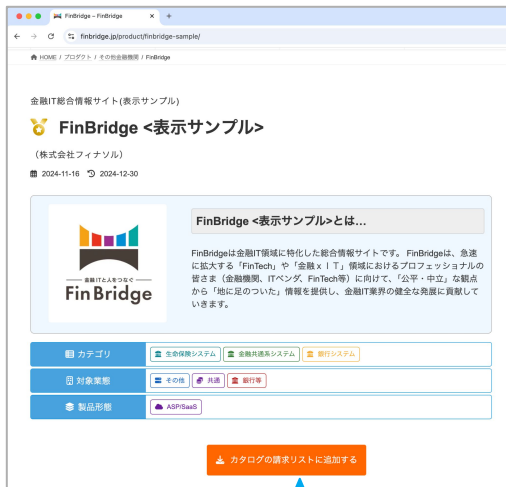 FinBridge – FinBridge
finbridge.jp/product/finbridge-sample/
HOME / プロダクト / その他金融機関 / FinBridge
金融IT総合情報サイト(表示サンプル)
FinBridge <表示サンプル>
（株式会社フィナソル）
2024-11-16 2024-12-30
金融ITと人をつなぐ
FinBridge
FinBridge <表示サンプル>とは...
FinBridgeは金融IT領域に特化した総合情報サイトです。 FinBridgeは、急速
に拡大する「FinTech」や「金融 x ＩＴ」領域におけるプロフェッショナルの
皆さま（金融機関、ITベンダ、FinTech等）に向けて、「公平・中立」な観点
から「地に足のついた」情報を提供し、金融IT業界の健全な発展に貢献して
いきます。
カテゴリ 生命保険システム 金融共通系システム 銀行システム
対象業態 その他 共通 銀行等
製品形態 ASP/SaaS
カタログの請求リストに追加する